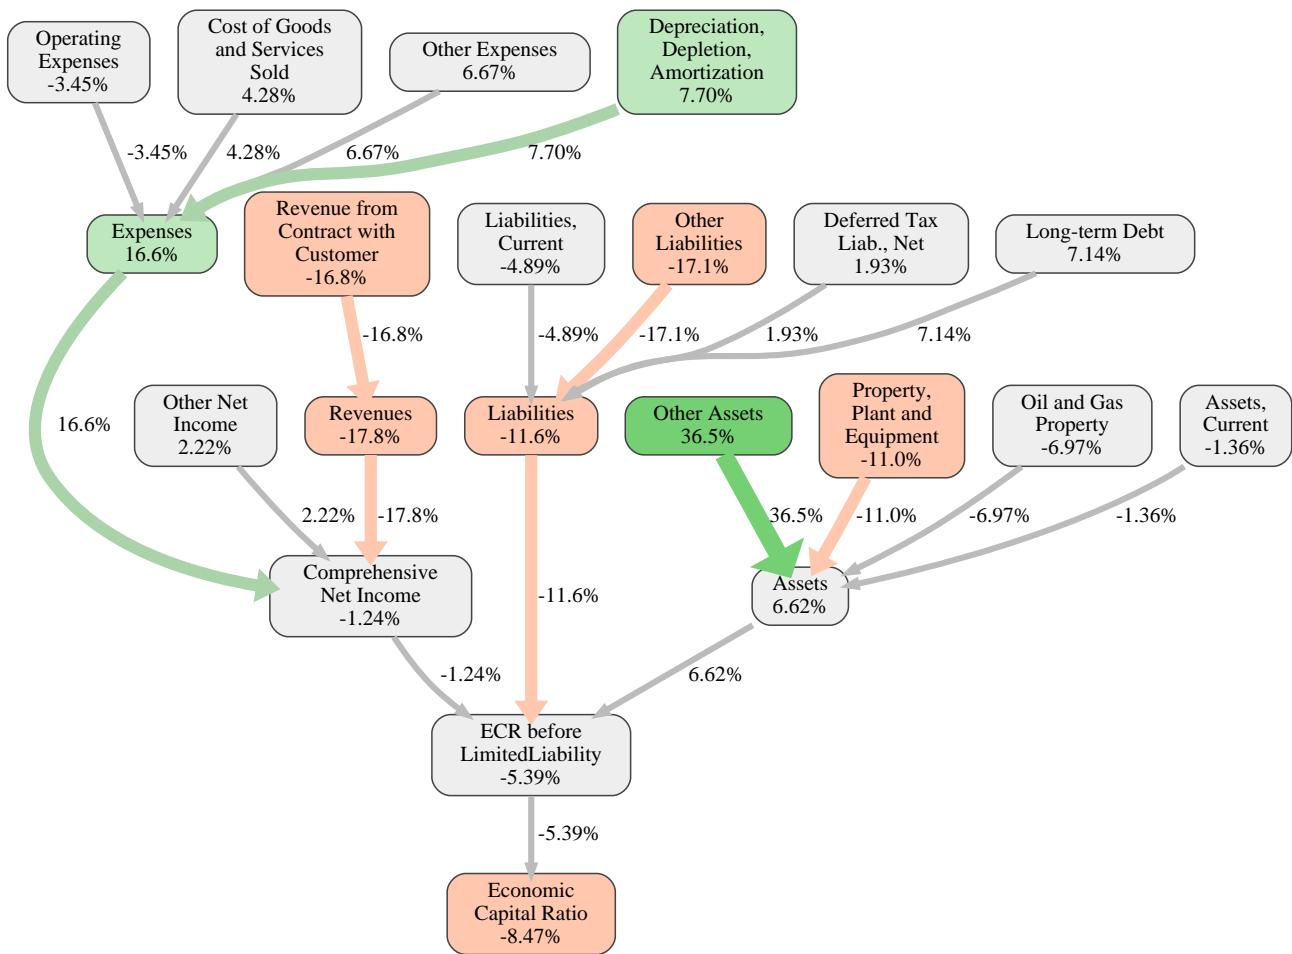 Operating
Expenses
-3.45%
Cost of Goods
and Services
Sold
4.28%
Other Expenses
6.67%
Depreciation,
Depletion,
Amortization
7.70%
-3.45%
4.28%
6.67%
7.70%
Expenses
16.6%
Revenue from
Contract with
Customer
-16.8%
Liabilities,
Current
-4.89%
Other
Liabilities
-17.1%
Deferred Tax
Liab., Net
1.93%
Long-term Debt
7.14%
-16.8%
-4.89%
-17.1%
1.93%
7.14%
16.6%
Other Net
Income
2.22%
Revenues
-17.8%
Liabilities
-11.6%
Other Assets
36.5%
Property,
Plant and
Equipment
-11.0%
Oil and Gas
Property
-6.97%
Assets,
Current
-1.36%
2.22%
-17.8%
36.5%
-11.0%
-6.97%
-1.36%
Comprehensive
Net Income
-1.24%
-11.6%
Assets
6.62%
-1.24%
6.62%
ECR before
LimitedLiability
-5.39%
-5.39%
Economic
Capital Ratio
-8.47%